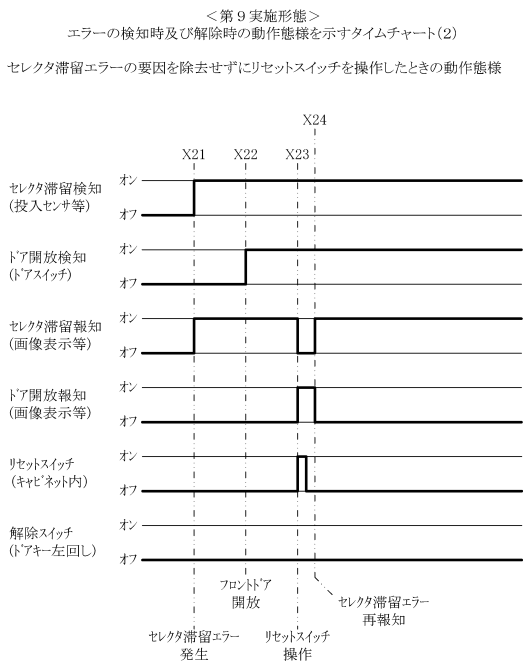 ＜第９実施形態＞
エラーの検知時及び解除時の動作態様を示すタイムチャート(２)
セレクタ滞留エラーの要因を除去せずにリセットスイッチを操作したときの動作態様
X24
X21 X22 X23
セレクタ滞留検知
(投入センサ等)
オン
オフ
ドア開放検知
(ドアスイッチ)
オン
オフ
セレクタ滞留報知
(画像表示等)
オン
オフ
ドア開放報知
(画像表示等)
オン
オフ
リセットスイッチ
(キャビネット内)
オン
オフ
解除スイッチ
(ドアキー左回し)
オン
オフ
フロントドア
開放
セレクタ滞留エラー
再報知
セレクタ滞留エラー
発生
リセットスイッチ
操作